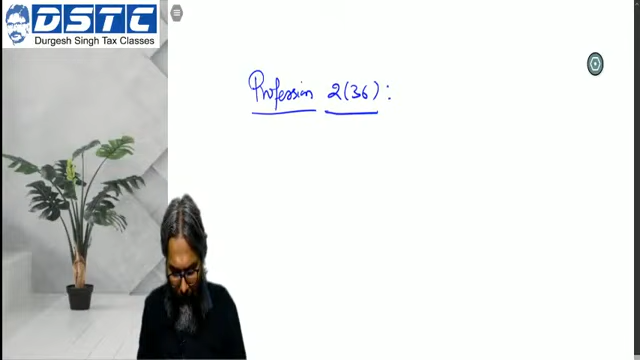 DSTC
Durgesh Singh Tax Classes
Profession 2(36) :